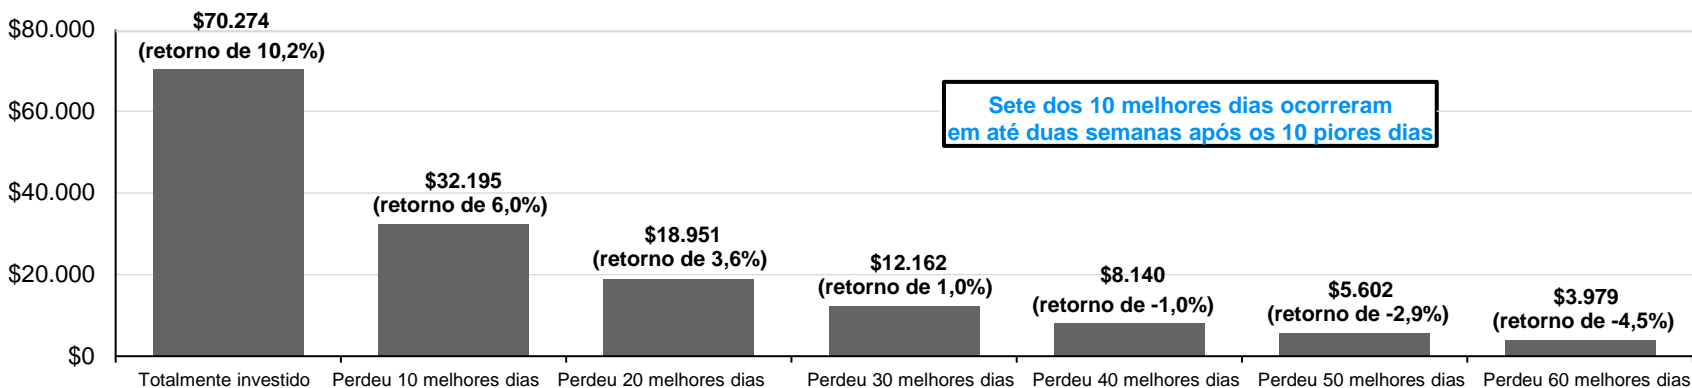 $80.000
$60.000
$40.000
$20.000
$0
$70.274
(retorno de 10,2%)
$32.195
(retorno de 6,0%)
$18.951
(retorno de 3,6%)
$12.162
(retorno de 1,0%)
$8.140
(retorno de -1,0%)
$5.602
(retorno de -2,9%)
$3.979
(retorno de -4,5%)
Sete dos 10 melhores dias ocorreram
em até duas semanas após os 10 piores dias
Totalmente investido
Perdeu 10 melhores dias
Perdeu 20 melhores dias
Perdeu 30 melhores dias
Perdeu 40 melhores dias
Perdeu 50 melhores dias
Perdeu 60 melhores dias